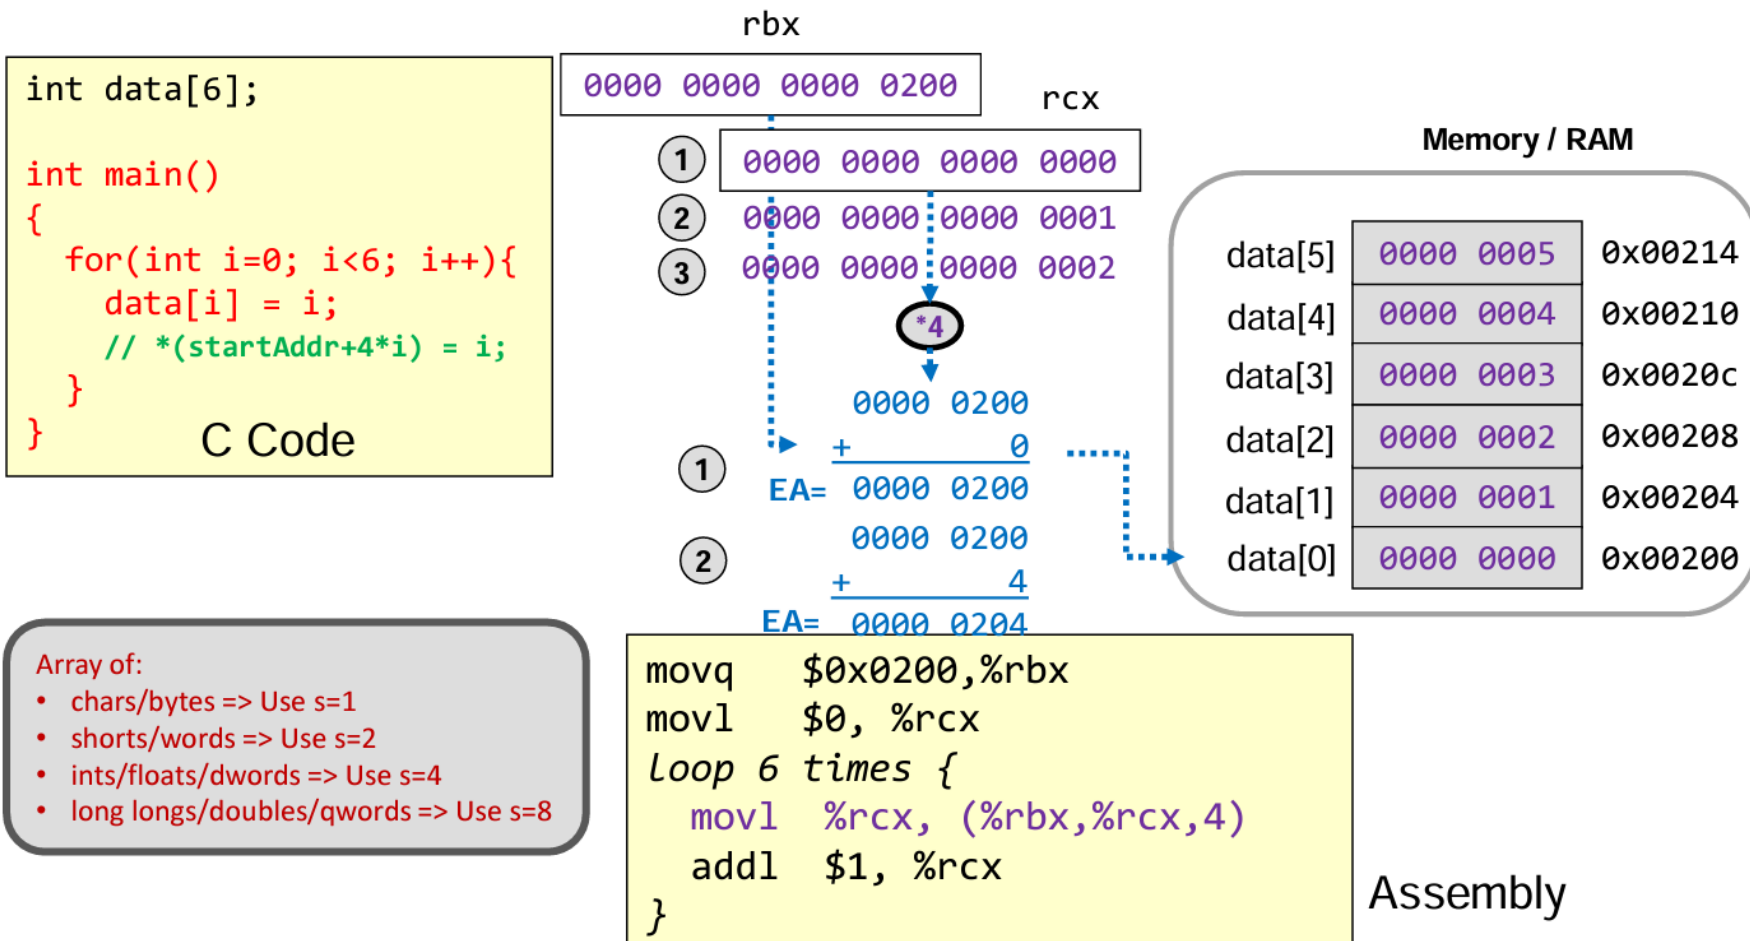 int data[6];
int main()
{
for(int i=0; i<6; i++){
data[i] = i;
// *(startAddr+4*i) = i;
}
}
C Code
rbx
0000 0000 0000 0200
rcx
1 0000 0000 0000 0000
2 0000 0000 0000 0001
3 0000 0000 0000 0002
*4
0000 0200
+ 0
1
EA= 0000 0200
0000 0200
2
+ 4
EA= 0000 0204
Memory / RAM
data[5] 0000 0005 0x00214
data[4] 0000 0004 0x00210
data[3] 0000 0003 0x0020c
data[2] 0000 0002 0x00208
data[1] 0000 0001 0x00204
data[0] 0000 0000 0x00200
Array of:
• chars/bytes => Use s=1
• shorts/words => Use s=2
• ints/floats/dwords => Use s=4
• long longs/doubles/qwords => Use s=8
movq $0x0200,%rbx
movl $0, %rcx
loop 6 times {
movl %rcx, (%rbx,%rcx,4)
addl $1, %rcx
}
Assembly